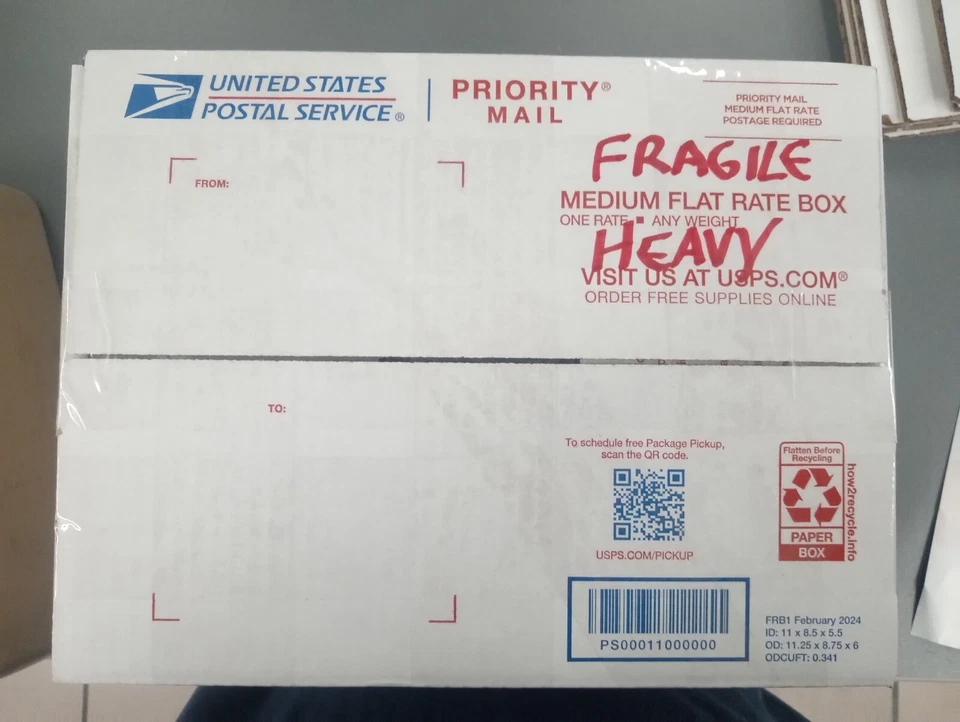 UNITED STATES
POSTAL SERVICE®
PRIORITY®
MAIL
PRIORITY MAIL
MEDIUM FLAT RATE
POSTAGE REQUIRED
FROM:
FRAGILE
MEDIUM FLAT RATE BOX
ONE RATE ■ ANY WEIGHT
HEAVY
VISIT US AT USPS.COM®
ORDER FREE SUPPLIES ONLINE
TO:
To schedule free Package Pickup,
scan the QR code.
USPS.COM/PICKUP
Flatten Before
Recycling
PAPER
BOX
how2recycle.info
PS00011000000
FRB1 February 2024
ID: 11 x 8.5 x 5.5
OD: 11.25 x 8.75 x 6
ODCUFT: 0.341